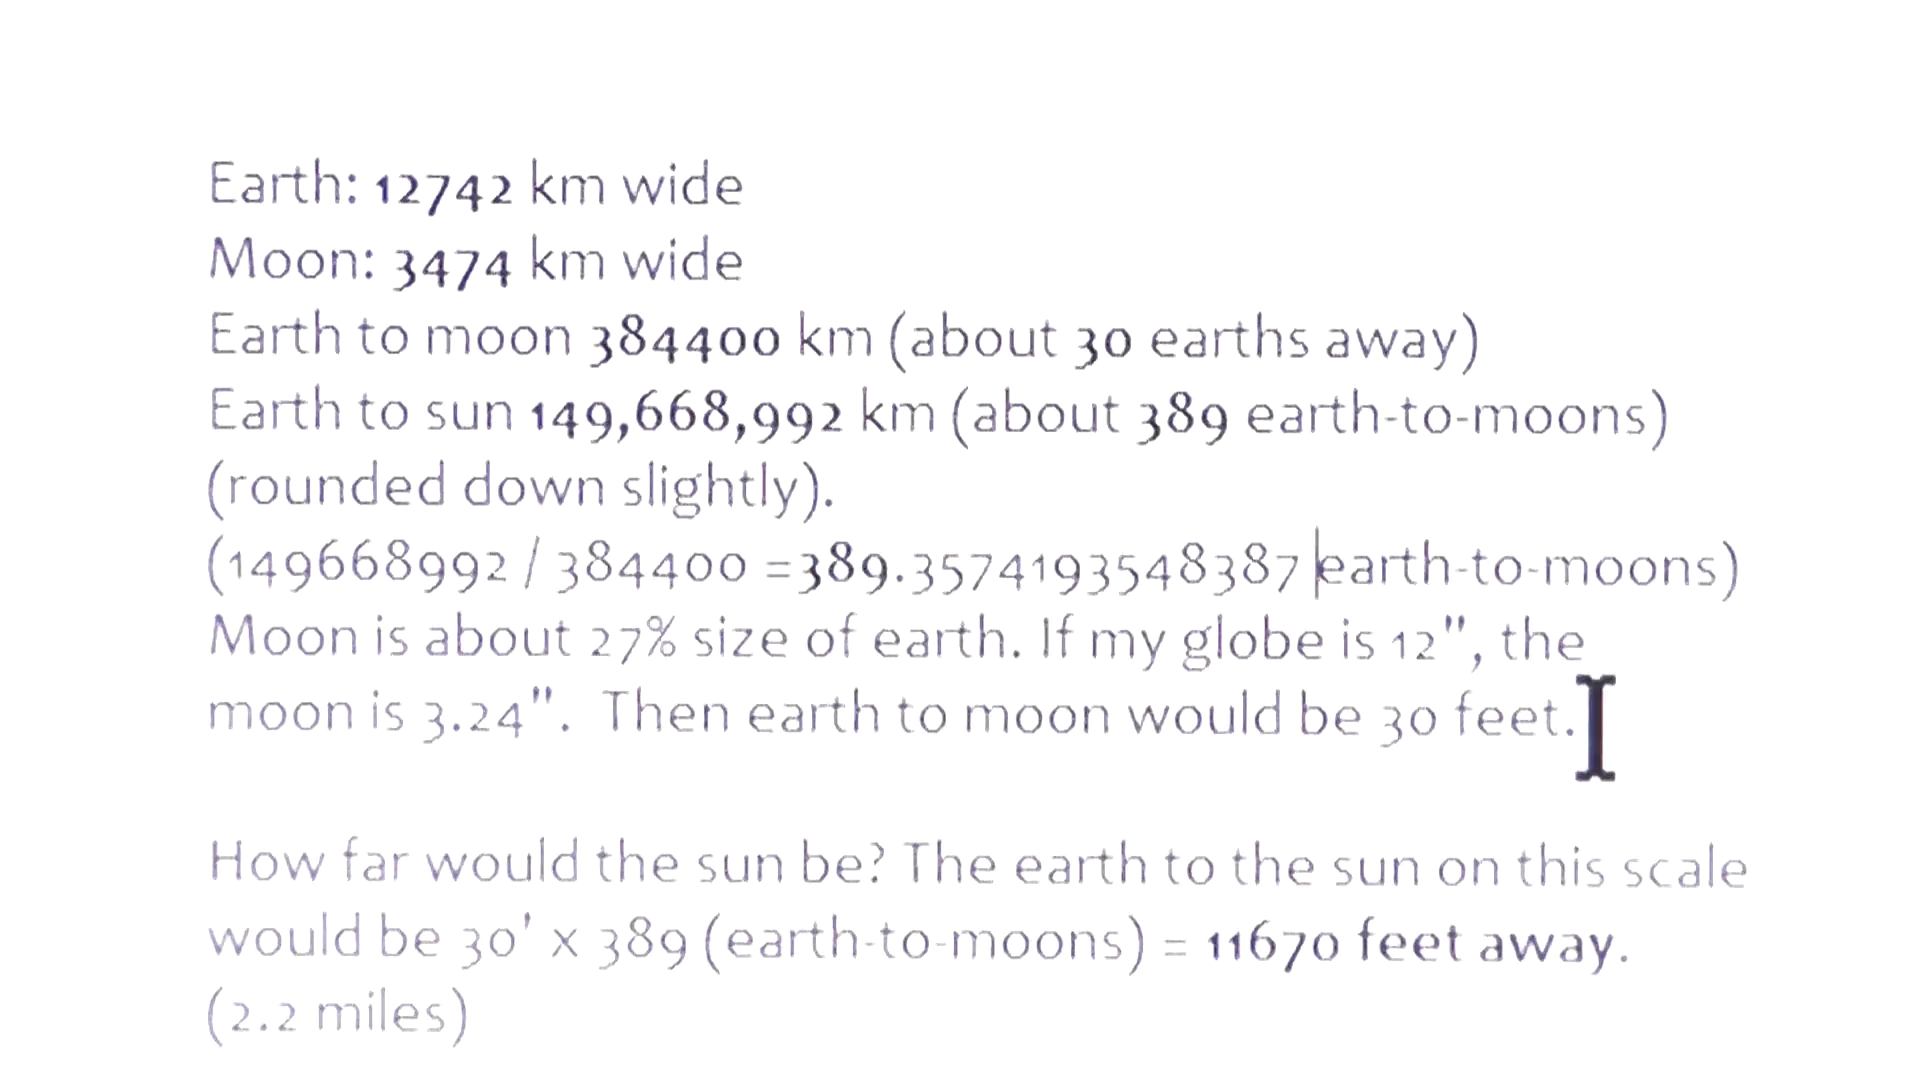 Earth: 12742 km wide
Moon: 3474 km wide
Earth to moon 384400 km (about 30 earths away)
Earth to sun 149,668,992 km (about 389 earth-to-moons)
(rounded down slightly).
(149668992 / 384400 =389.3574193548387 earth-to-moons)
Moon is about 27% size of earth. If my globe is 12", the
moon is 3.24".  Then earth to moon would be 30 feet.
How far would the sun be? The earth to the sun on this scale
would be 30' x 389 (earth-to-moons) = 11670 feet away.
(2.2 miles)